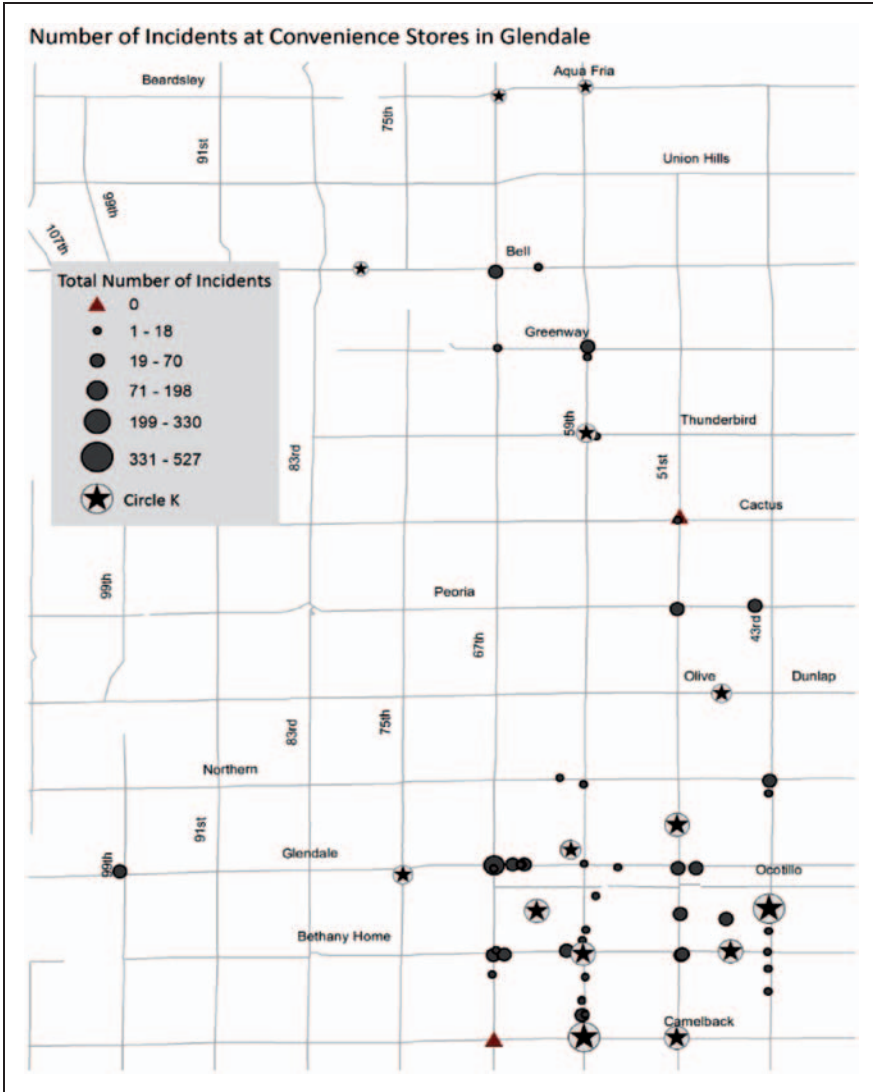 Number of Incidents at Convenience Stores in Glendale
Aqua Fria
Beardsley
75th
91st
Union Hills
99th
107th
Bell
Total Number of Incidents
0
1 - 18
19 - 70
71 - 198
199 - 330
331 - 527
Circle K
Greenway
59th
Thunderbird
83rd
51st
Cactus
99th
Peoria
43rd
67th
Olive
Dunlap
83rd
75th
Northern
91st
Glendale
99th
Ocotillo
Bethany Home
Camelback